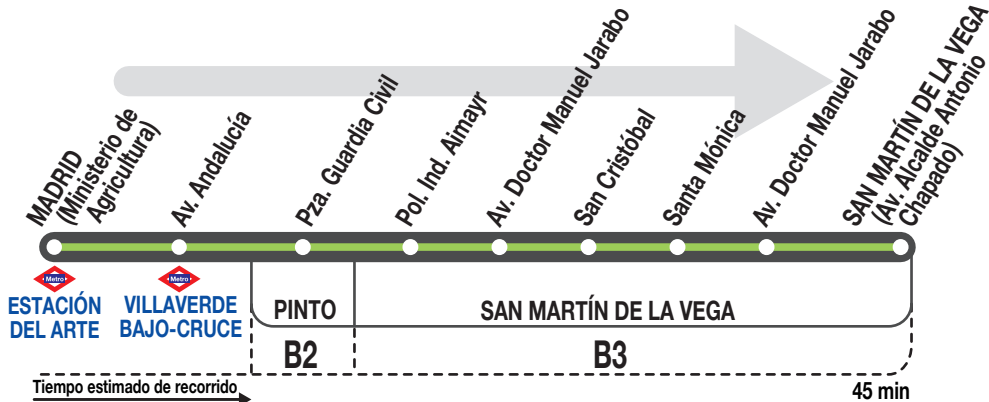 MADRID
(Ministerio de
Agricultura)
Av. Andalucía
Pza. Guardia Civil
Pol. Ind. Aimayr
Av. Doctor Manuel Jarabo
San Cristóbal
Santa Mónica
Av. Doctor Manuel Jarabo
SAN MARTÍN DE LA VEGA
(Av. Alcalde Antonio
Chapado)
Metro
Metro
ESTACIÓN
DEL ARTE
VILLAVERDE
BAJO-CRUCE
PINTO
SAN MARTÍN DE LA VEGA
B2
B3
Tiempo estimado de recorrido
45 min